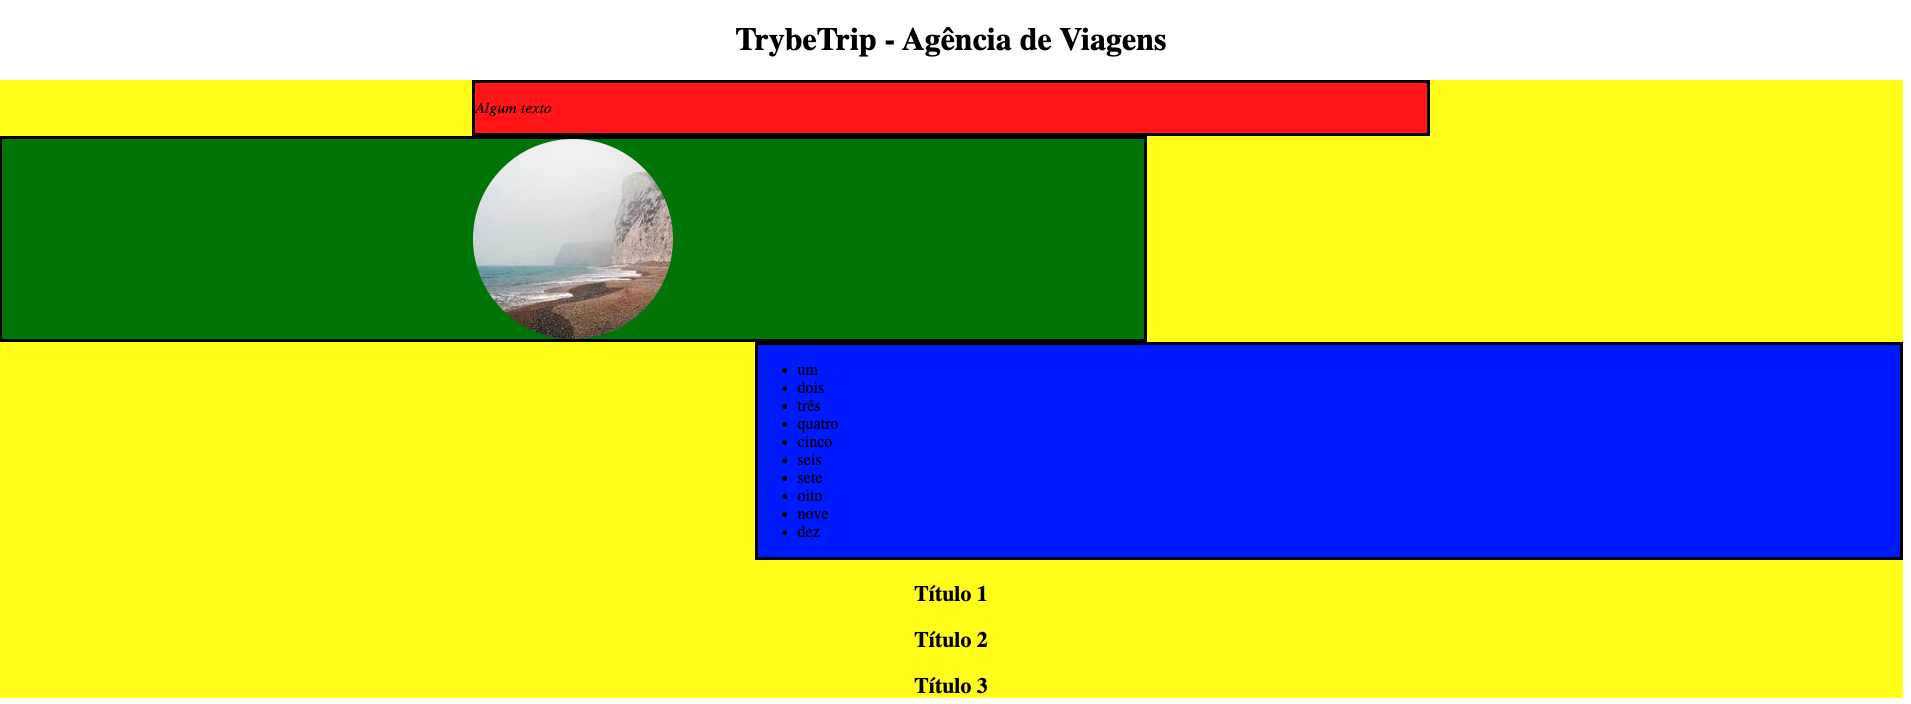 TrybeTrip - Agência de Viagens
Algum texto
um
dois
três
quatro
cinco
seis
sete
oito
nove
dez
Título 1
Título 2
Título 3